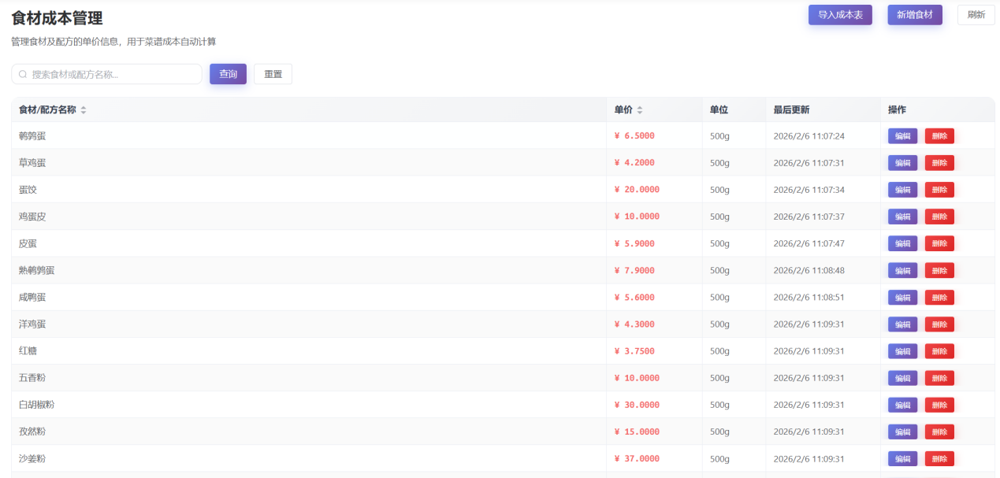 食材成本管理
导入成本表 新增食材 刷新
管理食材及配方的单价信息，用于菜谱成本自动计算
搜索食材或配方名称... 查询 重置
食材/配方名称 单价 单位 最后更新 操作
鹌鹑蛋 ¥ 6.5000 500g 2026/2/6 11:07:24 编辑 删除
草鸡蛋 ¥ 4.2000 500g 2026/2/6 11:07:31 编辑 删除
蛋饺 ¥ 20.0000 500g 2026/2/6 11:07:34 编辑 删除
鸡蛋皮 ¥ 10.0000 500g 2026/2/6 11:07:37 编辑 删除
皮蛋 ¥ 5.9000 500g 2026/2/6 11:07:47 编辑 删除
熟鹌鹑蛋 ¥ 7.9000 500g 2026/2/6 11:08:48 编辑 删除
咸鸭蛋 ¥ 5.6000 500g 2026/2/6 11:08:51 编辑 删除
洋鸡蛋 ¥ 4.3000 500g 2026/2/6 11:09:31 编辑 删除
红糖 ¥ 3.7500 500g 2026/2/6 11:09:31 编辑 删除
五香粉 ¥ 10.0000 500g 2026/2/6 11:09:31 编辑 删除
白胡椒粉 ¥ 30.0000 500g 2026/2/6 11:09:31 编辑 删除
孜然粉 ¥ 15.0000 500g 2026/2/6 11:09:31 编辑 删除
沙姜粉 ¥ 37.0000 500g 2026/2/6 11:09:31 编辑 删除